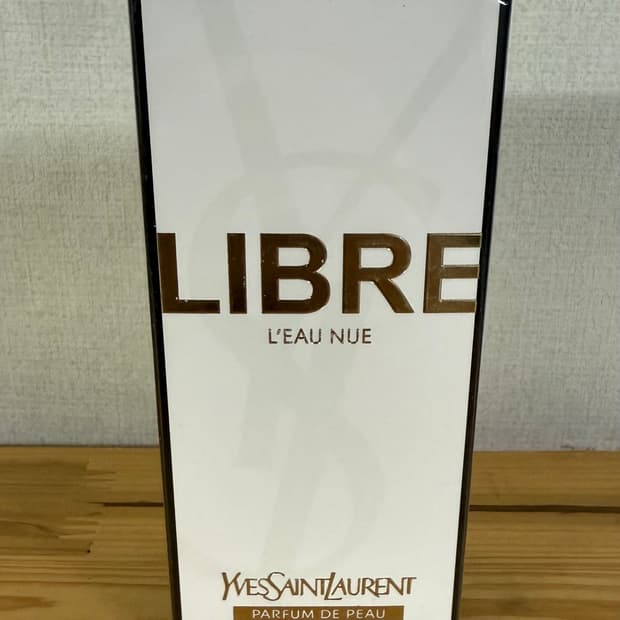 LIBRE
L'EAU NUE
YVESSAINTLAURENT
PARFUM DE PEAU